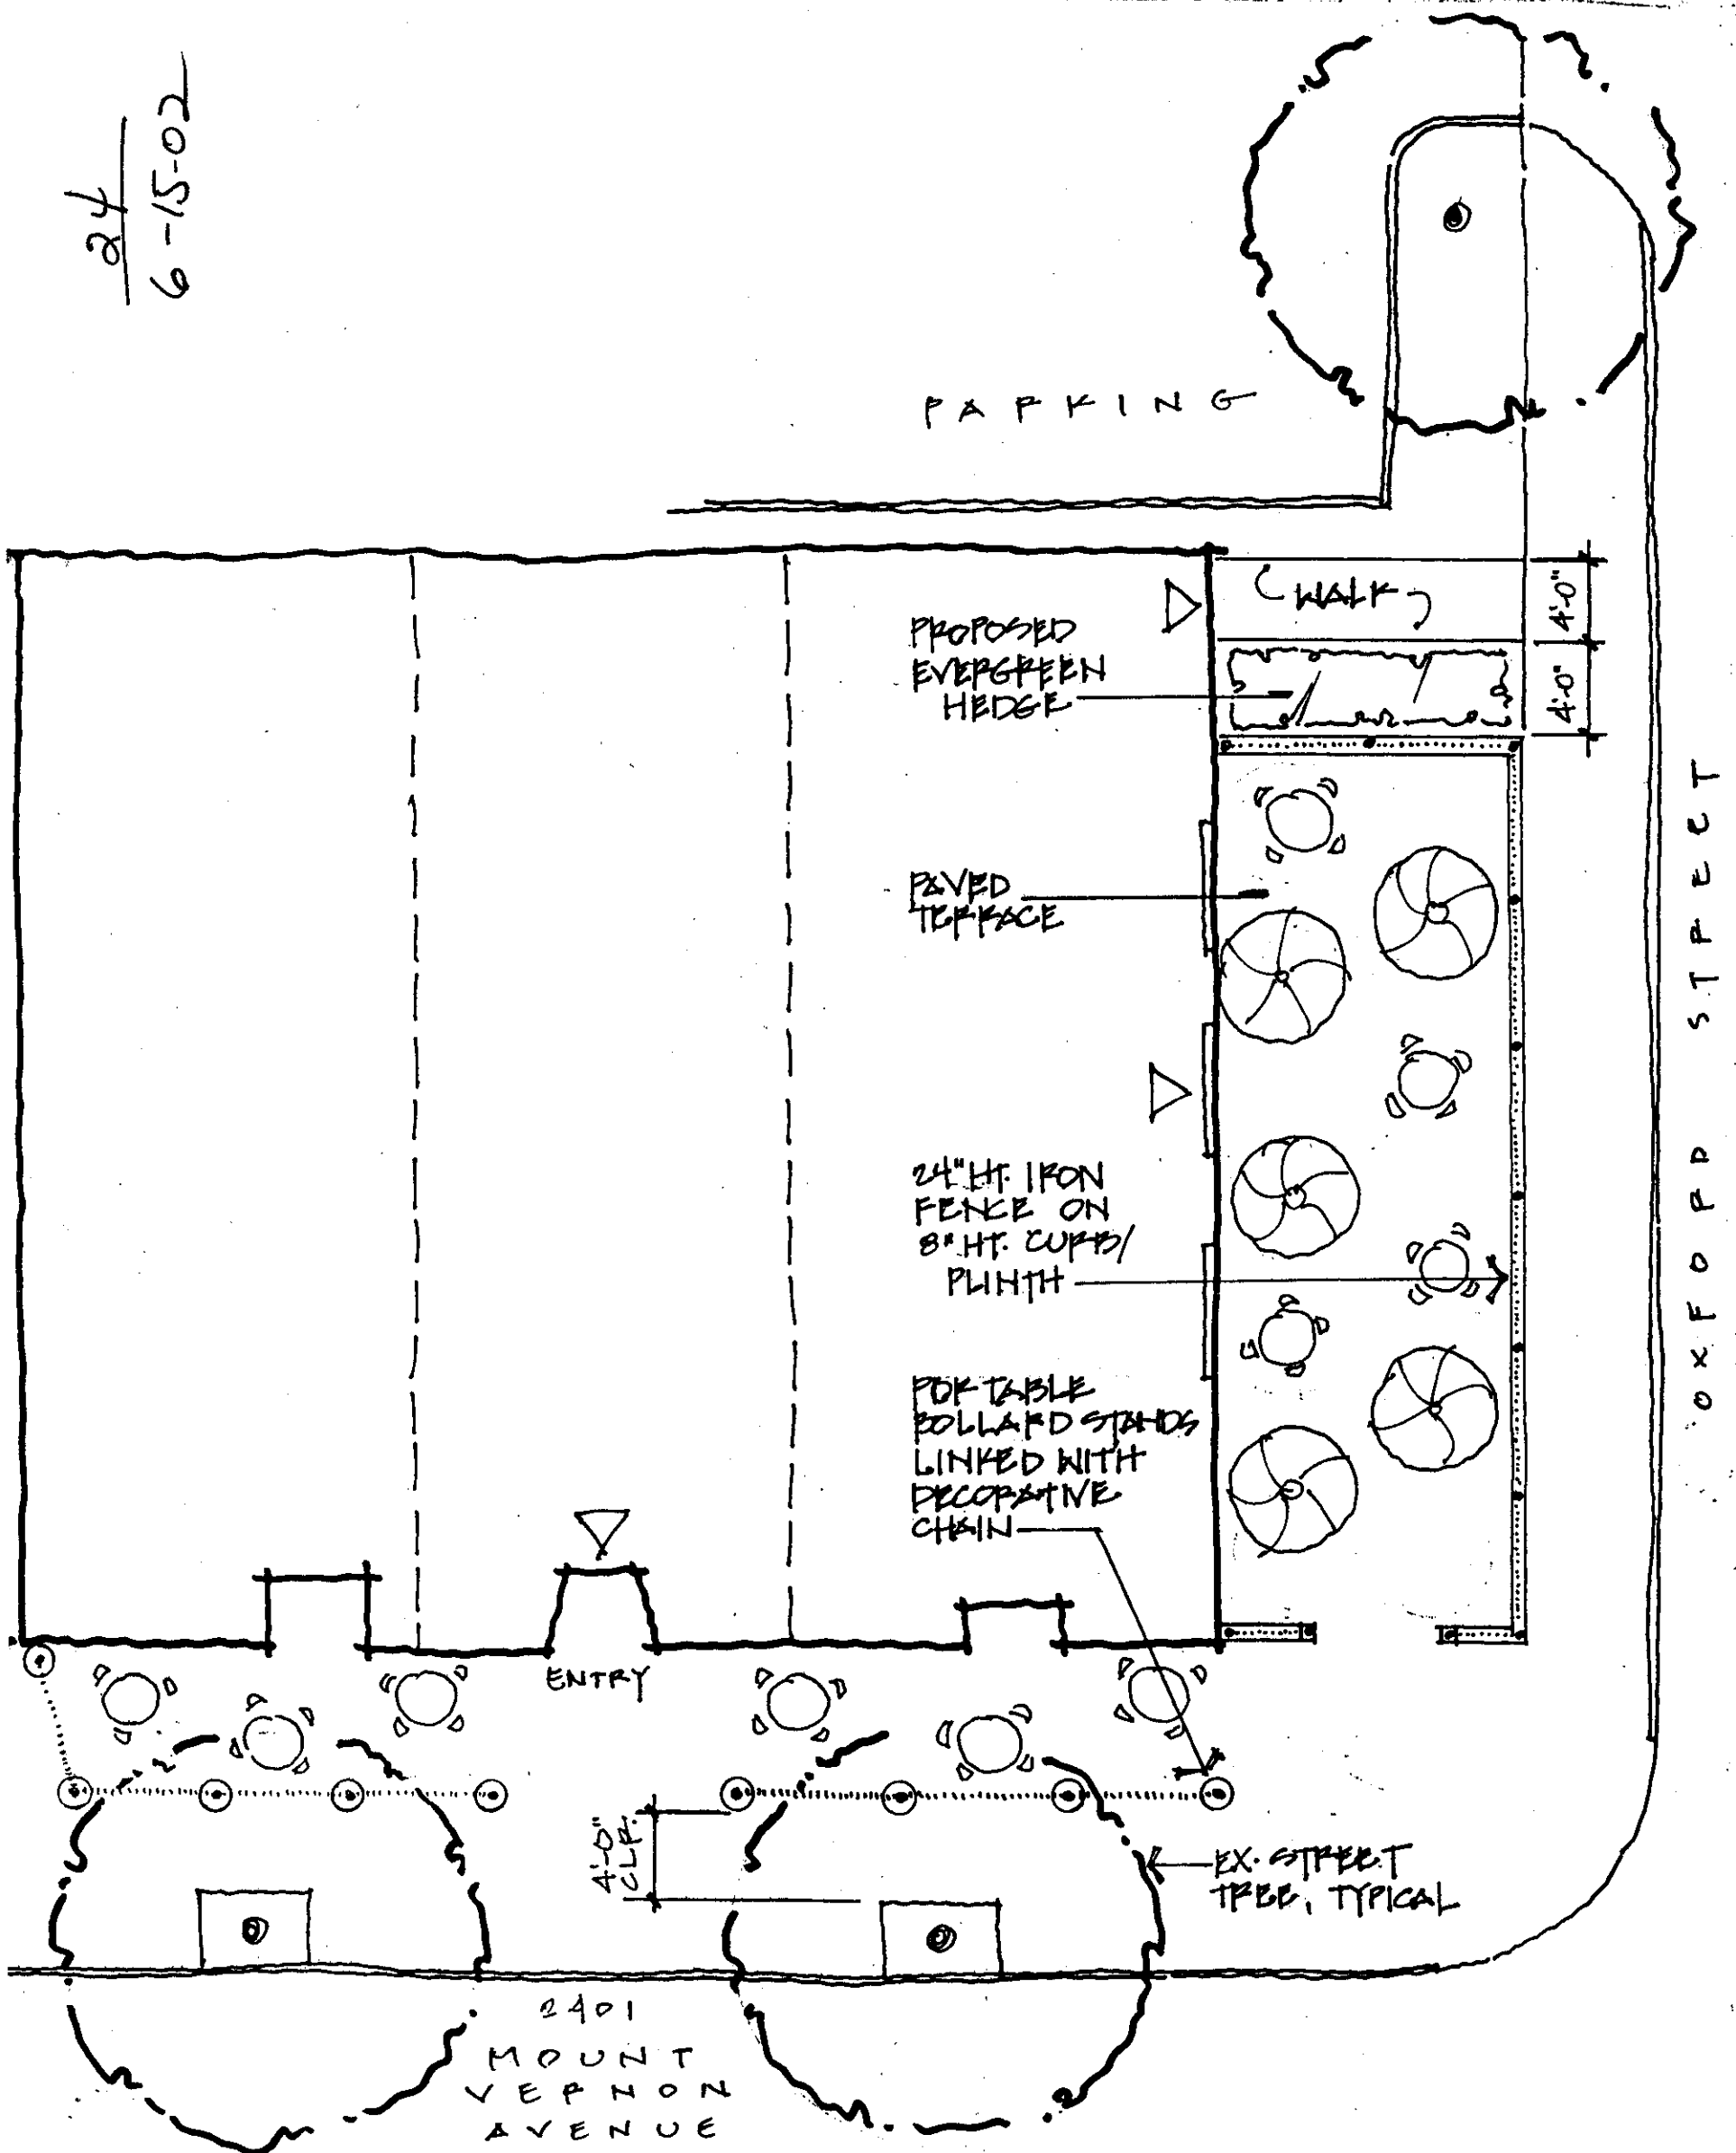 24
6-15-02
PARKING
WALK
4'-0"
4'-0"
PROPOSED
EVERGREEN
HEDGE
PAVED
TERRACE
24" HT. IRON
FENCE ON
8" HT. CURB/
PLINTH
PORTABLE
BOLLARD STANDS
LINKED WITH
DECORATIVE
CHAIN
OXFORD STREET
ENTRY
4'-0"
CLR.
EX. STREET
TREE, TYPICAL
2401
MOUNT
VERNON
AVENUE